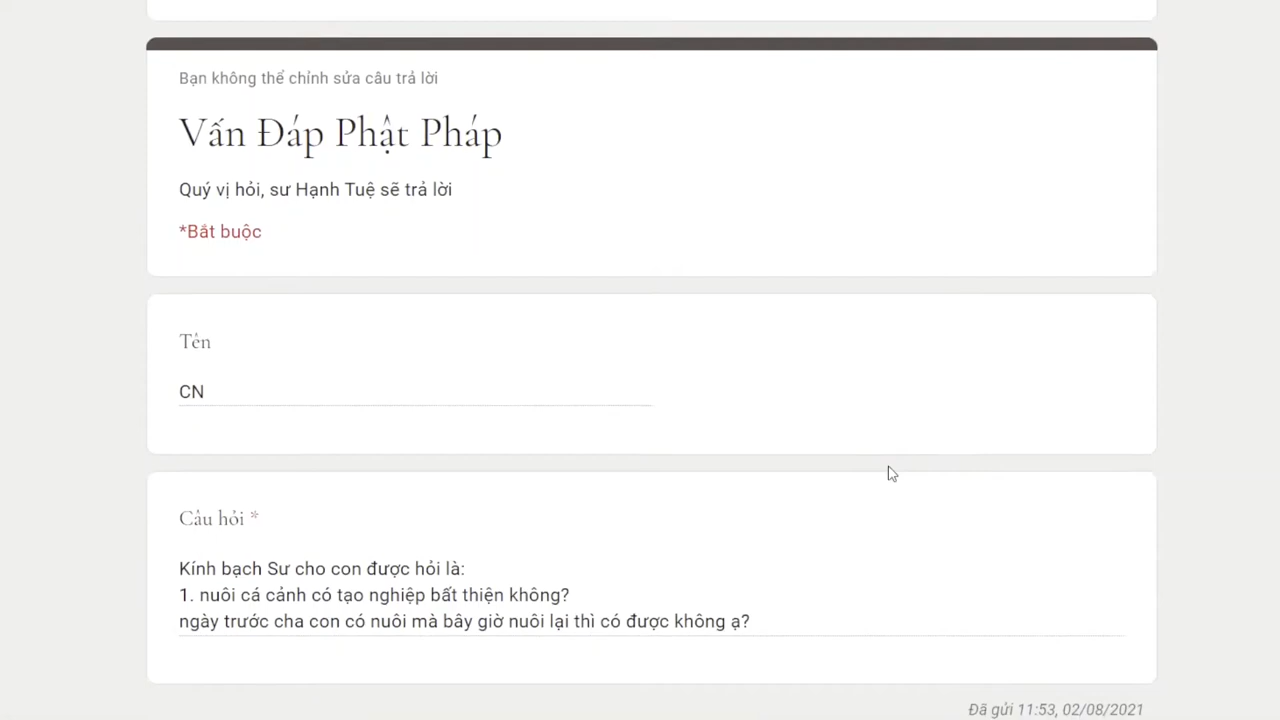 Bạn không thể chỉnh sửa câu trả lời
Vấn Đáp Phật Pháp
Quý vị hỏi, sư Hạnh Tuệ sẽ trả lời
*Bắt buộc
Tên
CN
Câu hỏi *
Kính bạch Sư cho con được hỏi là:
1. nuôi cá cảnh có tạo nghiệp bất thiện không?
ngày trước cha con có nuôi mà bây giờ nuôi lại thì có được không ạ?
Đã gửi 11:53, 02/08/2021